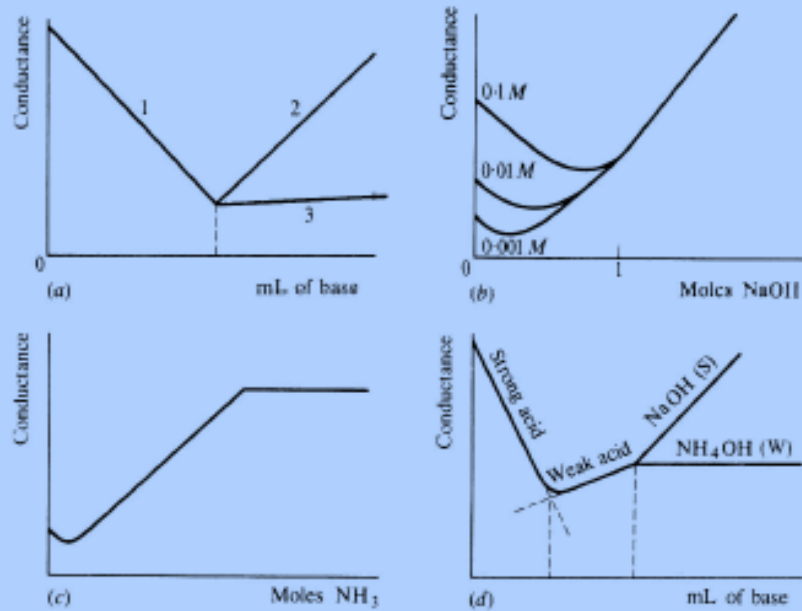 Conductance
1
2
3
0
(a)
mL of base
Conductance
0·1 M
0·01 M
0·001 M
0
1
(b)
Moles NaOH
Conductance
(c)
Moles NH3
Conductance
Strong acid
Weak acid
NaOH (S)
NH4OH (W)
(d)
mL of base